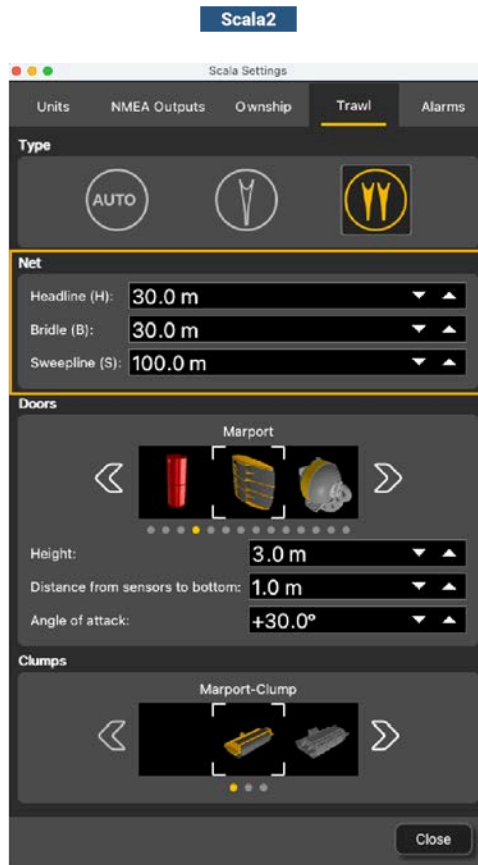 Scala2
Scala Settings
Units NMEA Outputs Ownship Trawl Alarms
Type
AUTO
Net
Headline (H): 30.0 m
Bridle (B): 30.0 m
Sweepline (S): 100.0 m
Doors
Marport
Height: 3.0 m
Distance from sensors to bottom: 1.0 m
Angle of attack: +30.0°
Clumps
Marport-Clump
Close